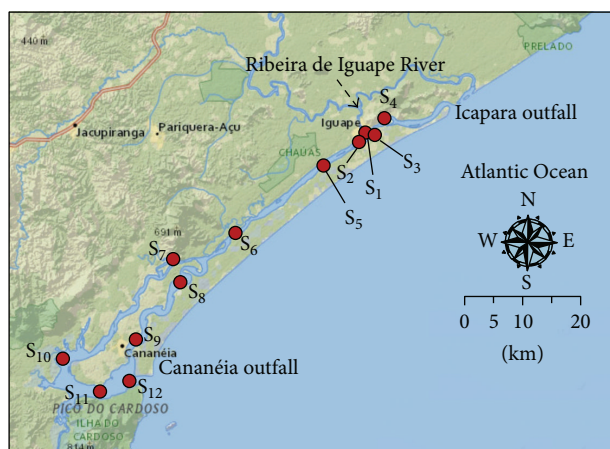 440 m
PRELADO
Ribeira de Iguape River
S4
Iguape
Icapara outfall
Jacupiranga
Pariquera-Açu
CHAUAS
S2
S1
S3
Atlantic Ocean
S5
N
W
E
S
691 m
S6
S7
S8
0 10 20
(km)
S9
Cananéia
S10
Cananéia outfall
S12
S11
PICO DO CARDOSO
ILHA DO
CARDOSO
814 m